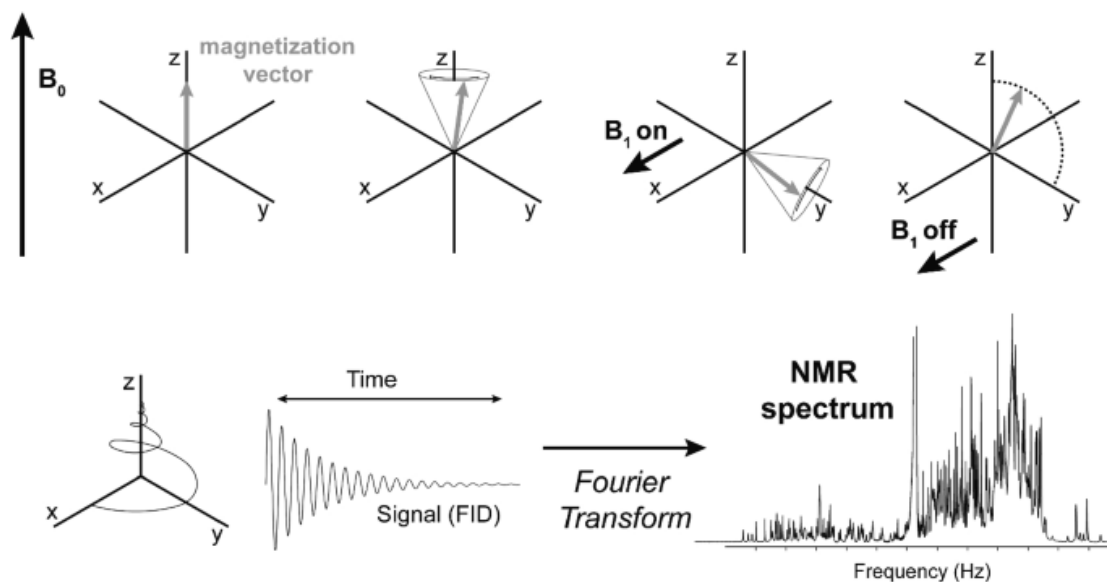 B0
z
magnetization
vector
x
y
z
x
y
B1 on
z
x
y
z
x
y
B1 off
z
x
y
Time
Signal (FID)
Fourier
Transform
NMR
spectrum
Frequency (Hz)